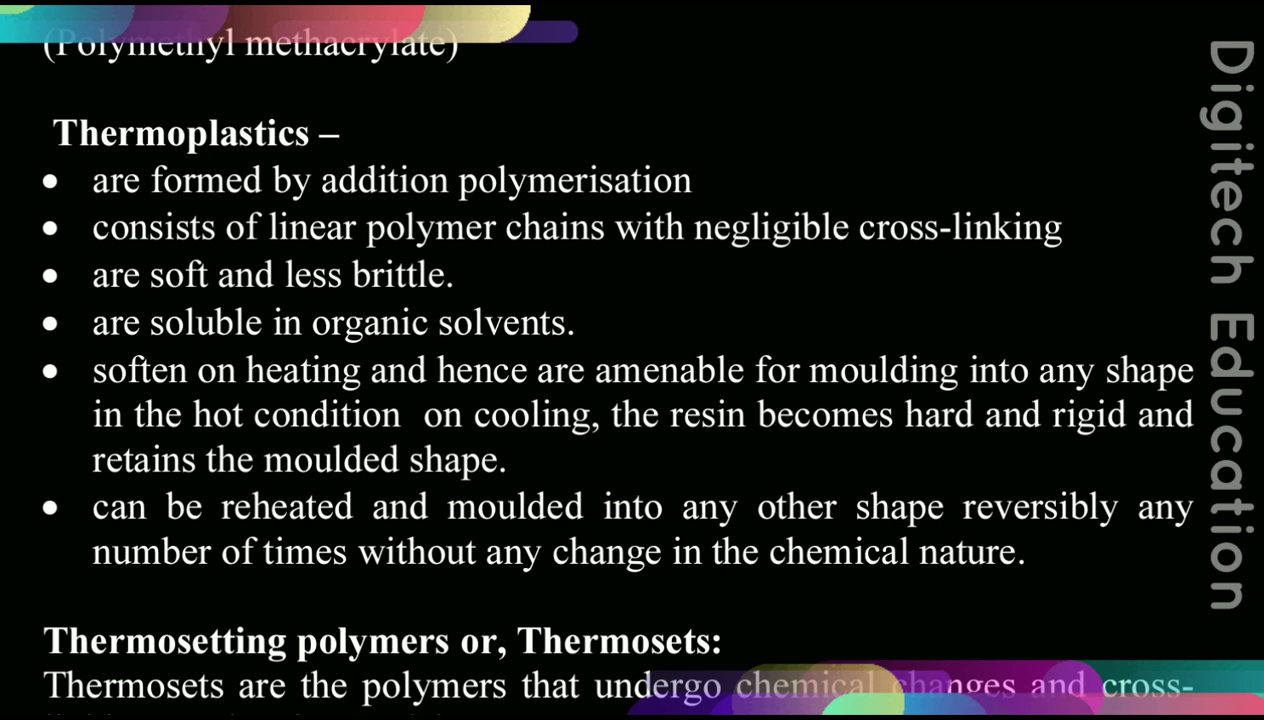 (Polymethyl methacrylate)
Thermoplastics –
• are formed by addition polymerisation
• consists of linear polymer chains with negligible cross-linking
• are soft and less brittle.
• are soluble in organic solvents.
• soften on heating and hence are amenable for moulding into any shape
in the hot condition on cooling, the resin becomes hard and rigid and
retains the moulded shape.
• can be reheated and moulded into any other shape reversibly any
number of times without any change in the chemical nature.
Thermosetting polymers or, Thermosets:
Thermosets are the polymers that undergo chemical changes and cross-
Digitech Education